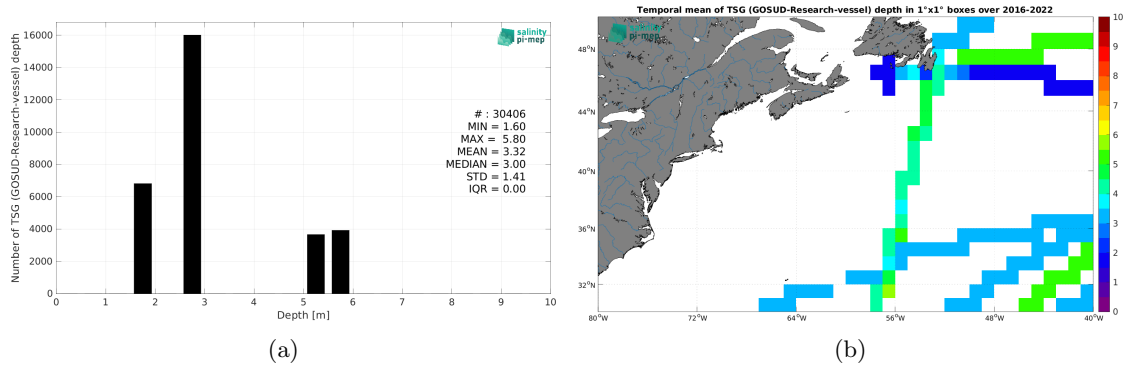 Number of TSG (GOSUD-Research-vessel) depth
16000
14000
12000
10000
8000
6000
4000
2000
0
0 1 2 3 4 5 6 7 8 9 10
Depth [m]
salinity
pi-mep
# : 30406
MIN = 1.60
MAX = 5.80
MEAN = 3.32
MEDIAN = 3.00
STD = 1.41
IQR = 0.00
(a)
Temporal mean of TSG (GOSUD-Research-vessel) depth in 1°x1° boxes over 2016-2022
salinity
pi-mep
48°N
44°N
40°N
36°N
32°N
80°W 72°W 64°W 56°W 48°W 40°W
10
9
8
7
6
5
4
3
2
1
0
(b)